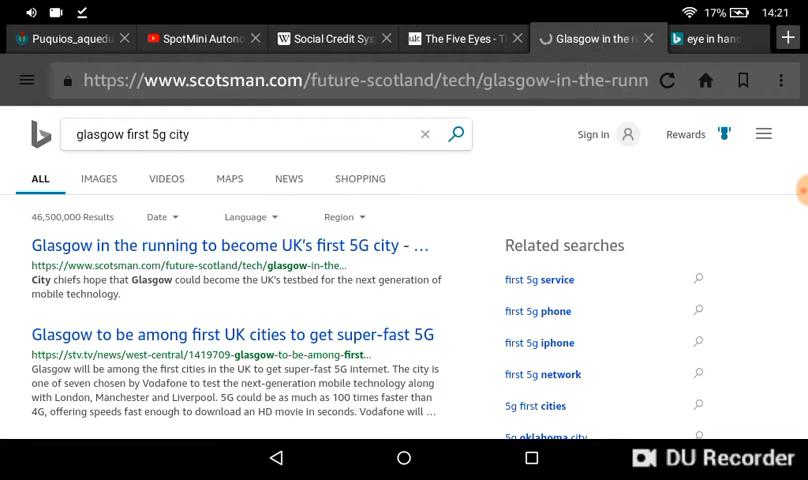 17% 14:21
Puquios_aquedu SpotMini Autono Social Credit Sys The Five Eyes - T Glasgow in the r eye in hand
https://www.scotsman.com/future-scotland/tech/glasgow-in-the-runn
glasgow first 5g city Sign in Rewards
ALL IMAGES VIDEOS MAPS NEWS SHOPPING
46,500,000 Results Date Language Region
Glasgow in the running to become UK's first 5G city - ... Related searches
https://www.scotsman.com/future-scotland/tech/glasgow-in-the...
City chiefs hope that Glasgow could become the UK's testbed for the next generation of
mobile technology.
first 5g service
first 5g phone
Glasgow to be among first UK cities to get super-fast 5G
first 5g iphone
https://stv.tv/news/west-central/1419709-glasgow-to-be-among-first...
Glasgow will be among the first cities in the UK to get super-fast 5G internet. The city is
one of seven chosen by Vodafone to test the next-generation mobile technology along
with London, Manchester and Liverpool. 5G could be as much as 100 times faster than
4G, offering speeds fast enough to download an HD movie in seconds. Vodafone will ...
first 5g network
5g first cities
5g oklahoma city
DU Recorder